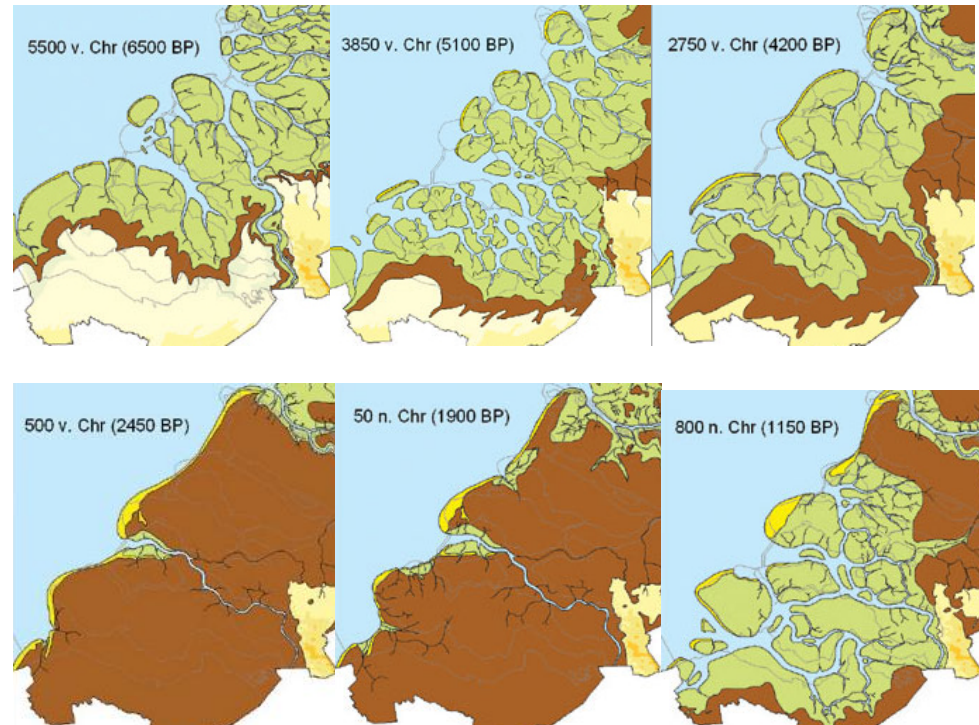 5500 v. Chr (6500 BP)
3850 v. Chr (5100 BP)
2750 v. Chr (4200 BP)
500 v. Chr (2450 BP)
50 n. Chr (1900 BP)
800 n. Chr (1150 BP)